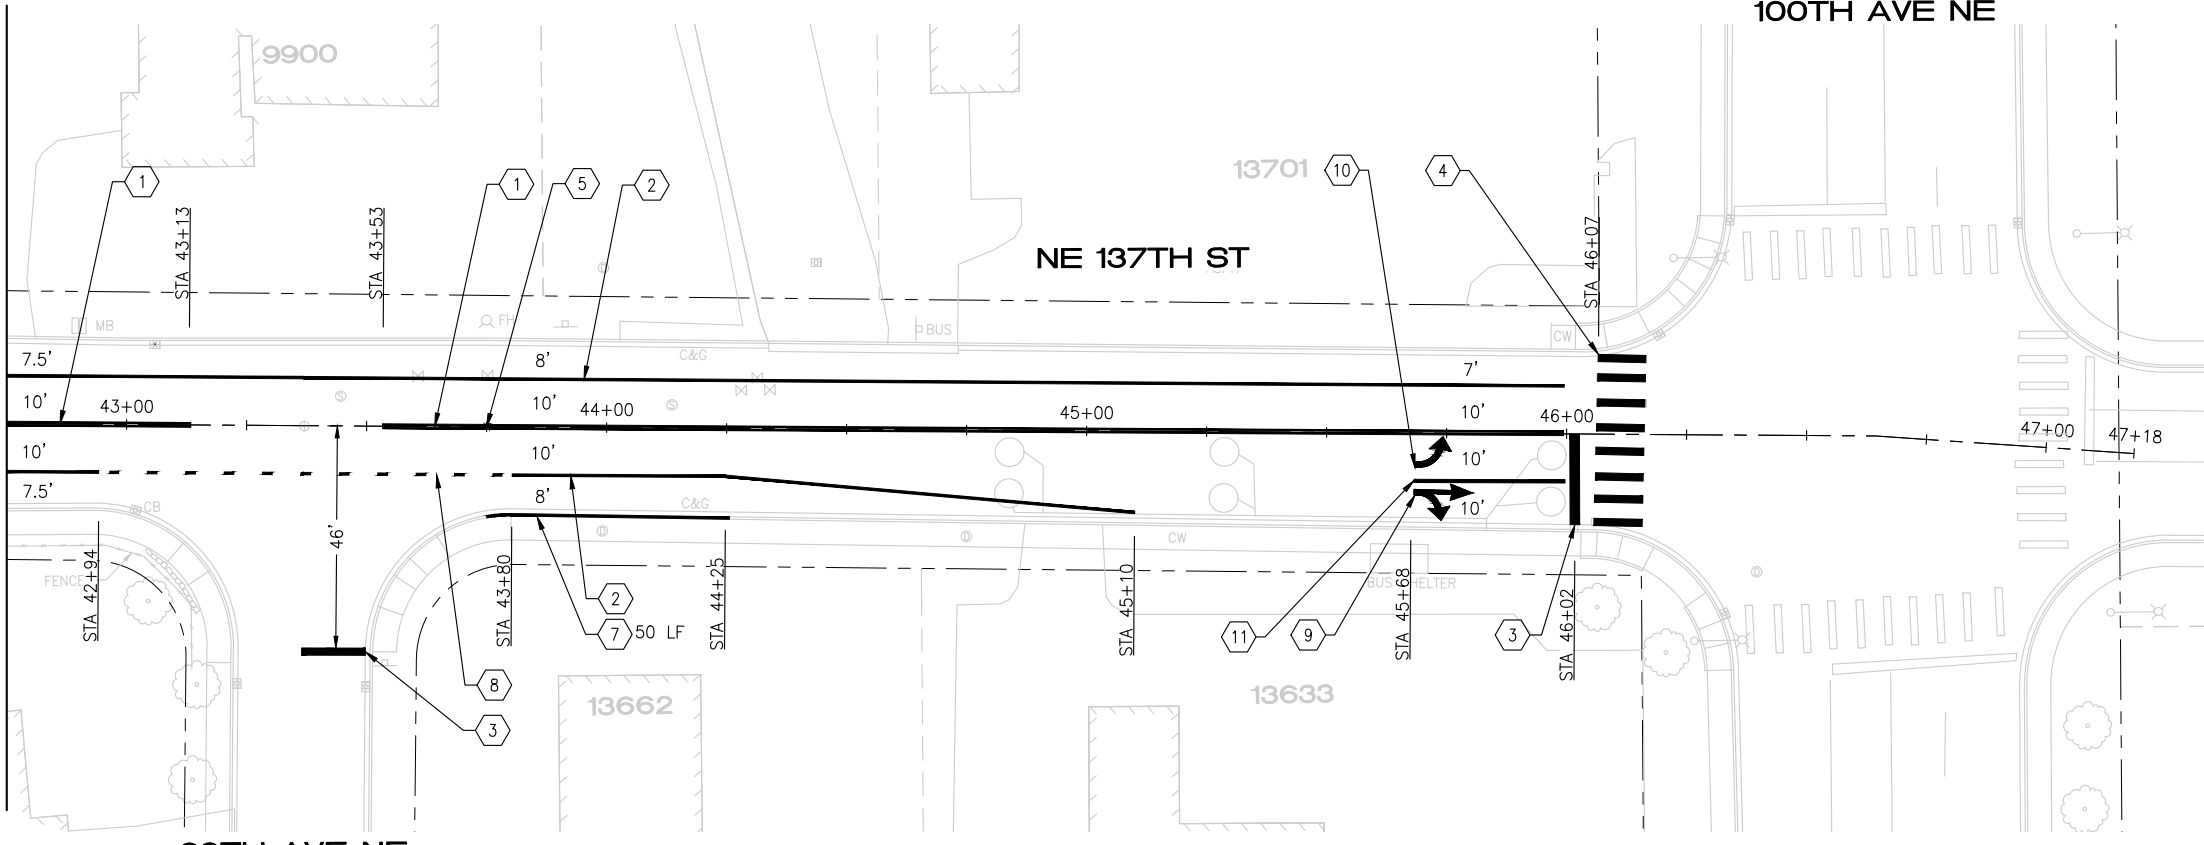 100TH AVE NE
9900
13701
10
4
1
1
5
2
STA 43+13
STA 43+53
NE 137TH ST
STA 46+07
MB
FH
BUS
CW
7.5'
8'
C&G
7'
10'
43+00
10'
44+00
45+00
10'
46+00
47+00
47+18
10'
10'
10'
7.5'
8'
C&G
10'
CB
46'
CW
FENCE
STA 42+94
STA 43+80
STA 44+25
STA 45+10
STA 45+68
BUS SHELTER
STA 46+02
2
7
50 LF
11
9
3
8
3
13662
13633
AVE NE